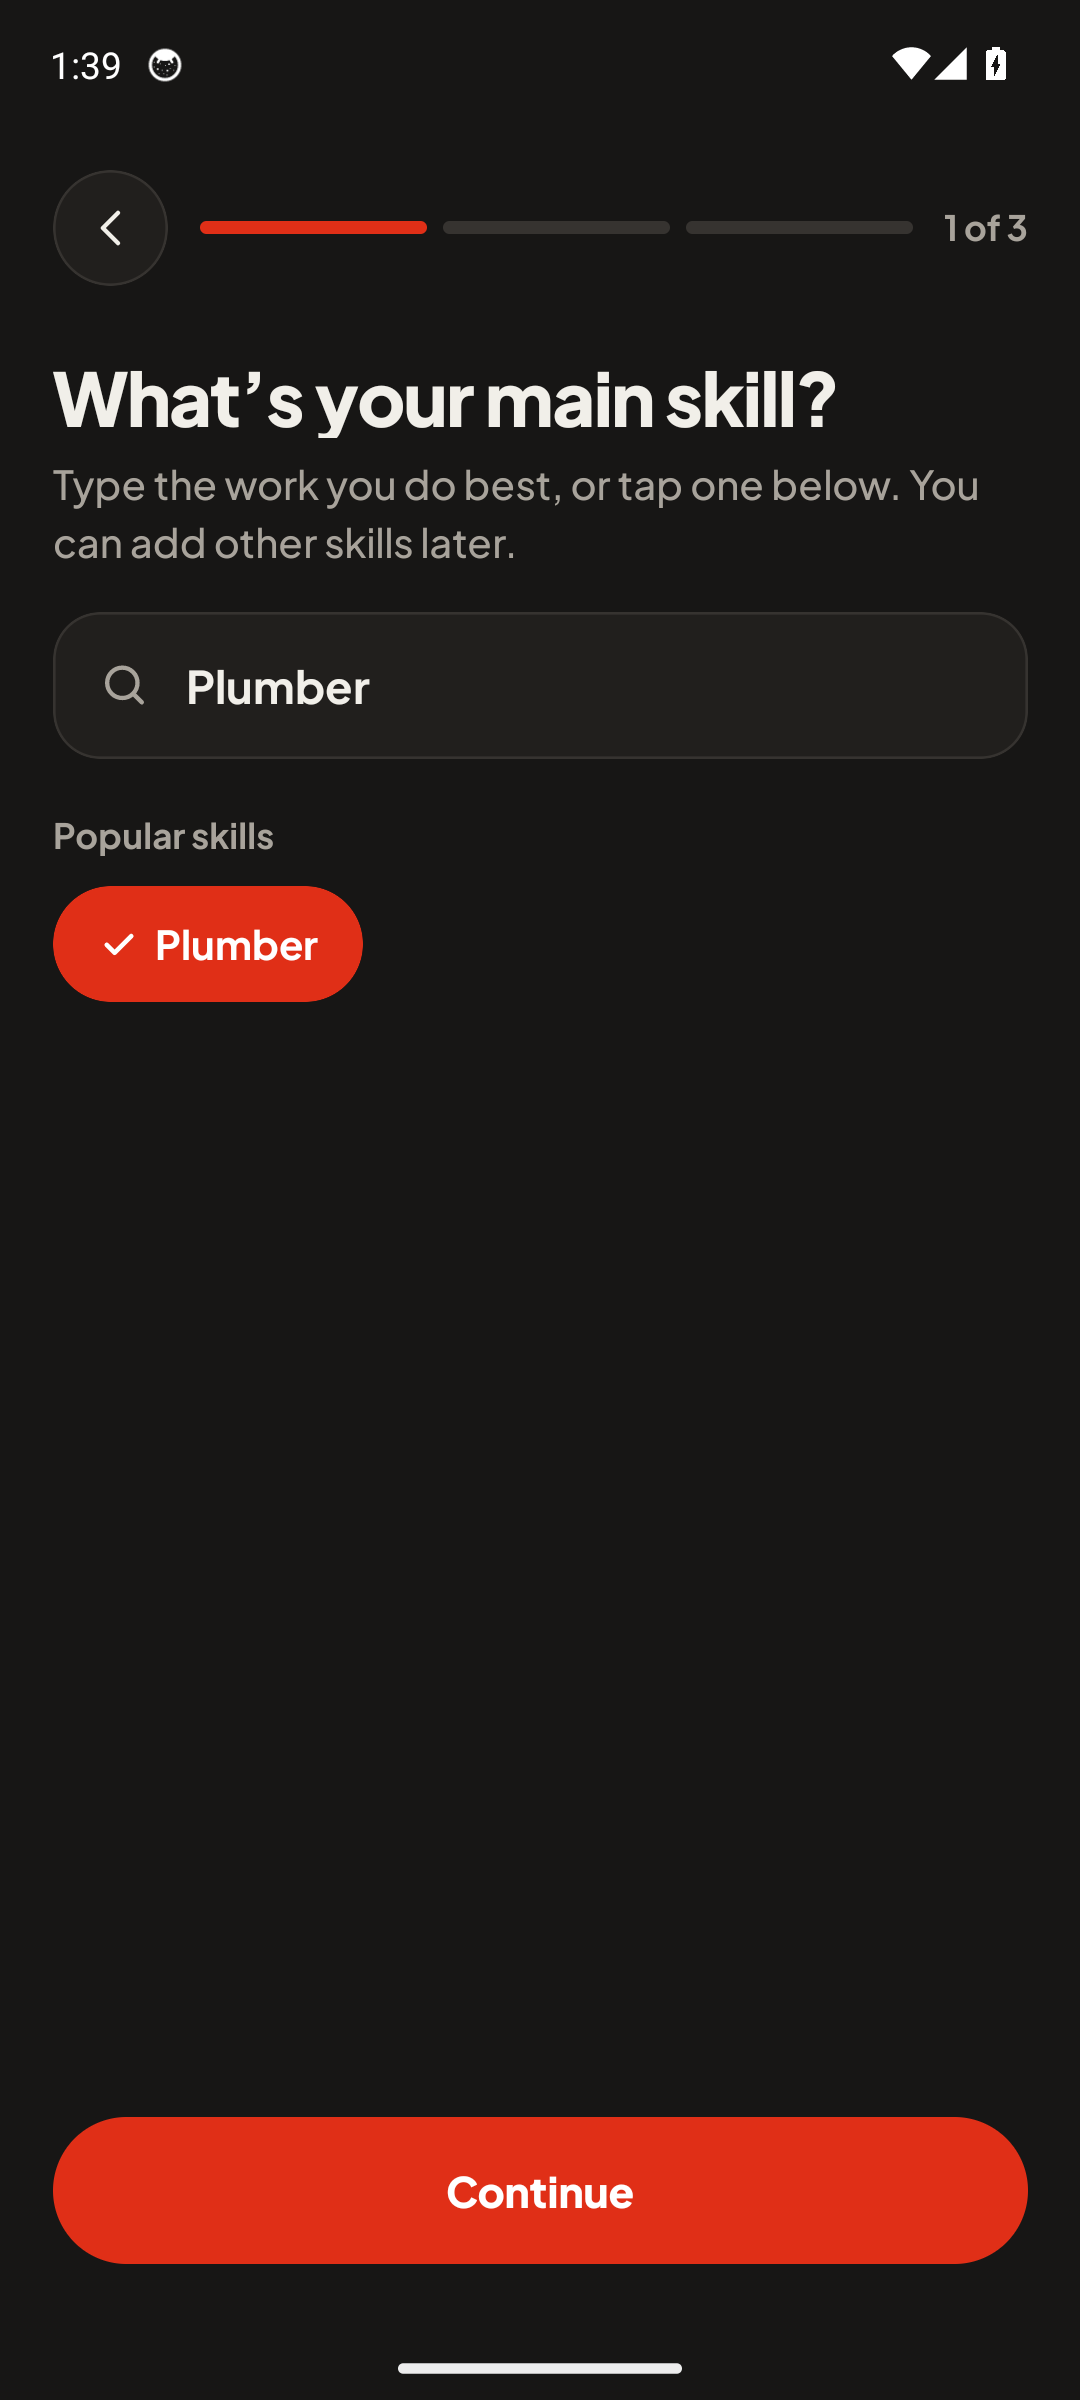 1:39
1 of 3
What’s your main skill?
Type the work you do best, or tap one below. You
can add other skills later.
Plumber
Popular skills
Plumber
Continue